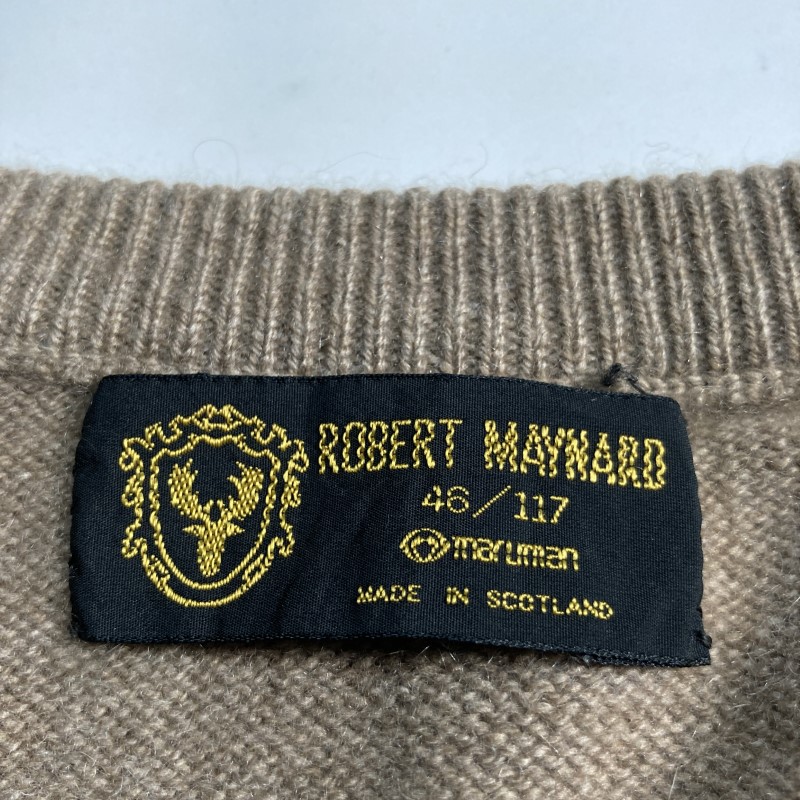 ROBERT MAYNARD
46/117
maruman
MADE IN SCOTLAND